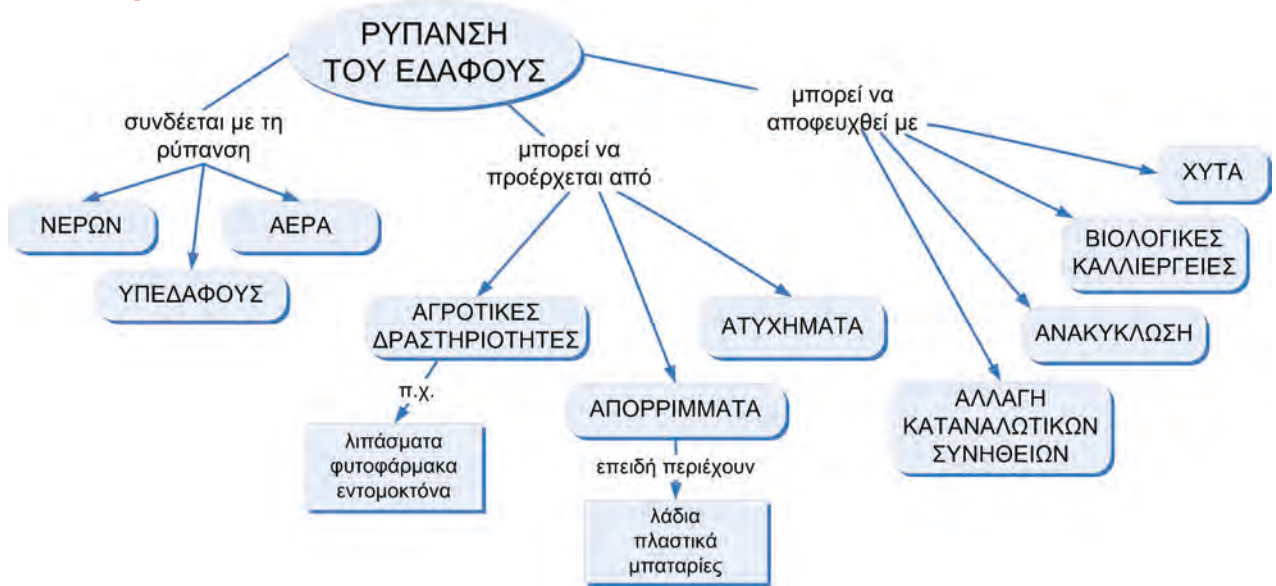 ΡΥΠΑΝΣΗ
ΤΟΥ ΕΔΑΦΟΥΣ
συνδέεται με τη
ρύπανση
ΝΕΡΩΝ
ΑΕΡΑ
ΥΠΕΔΑΦΟΥΣ
μπορεί να
προέρχεται από
ΑΓΡΟΤΙΚΕΣ
ΔΡΑΣΤΗΡΙΟΤΗΤΕΣ
π.χ.
λιπάσματα
φυτοφάρμακα
εντομοκτόνα
ΑΠΟΡΡΙΜΜΑΤΑ
επειδή περιέχουν
λάδια
πλαστικά
μπαταρίες
ΑΤΥΧΗΜΑΤΑ
μπορεί να
αποφευχθεί με
ΧΥΤΑ
ΒΙΟΛΟΓΙΚΕΣ
ΚΑΛΛΙΕΡΓΕΙΕΣ
ΑΝΑΚΥΚΛΩΣΗ
ΑΛΛΑΓΗ
ΚΑΤΑΝΑΛΩΤΙΚΩΝ
ΣΥΝΗΘΕΙΩΝ